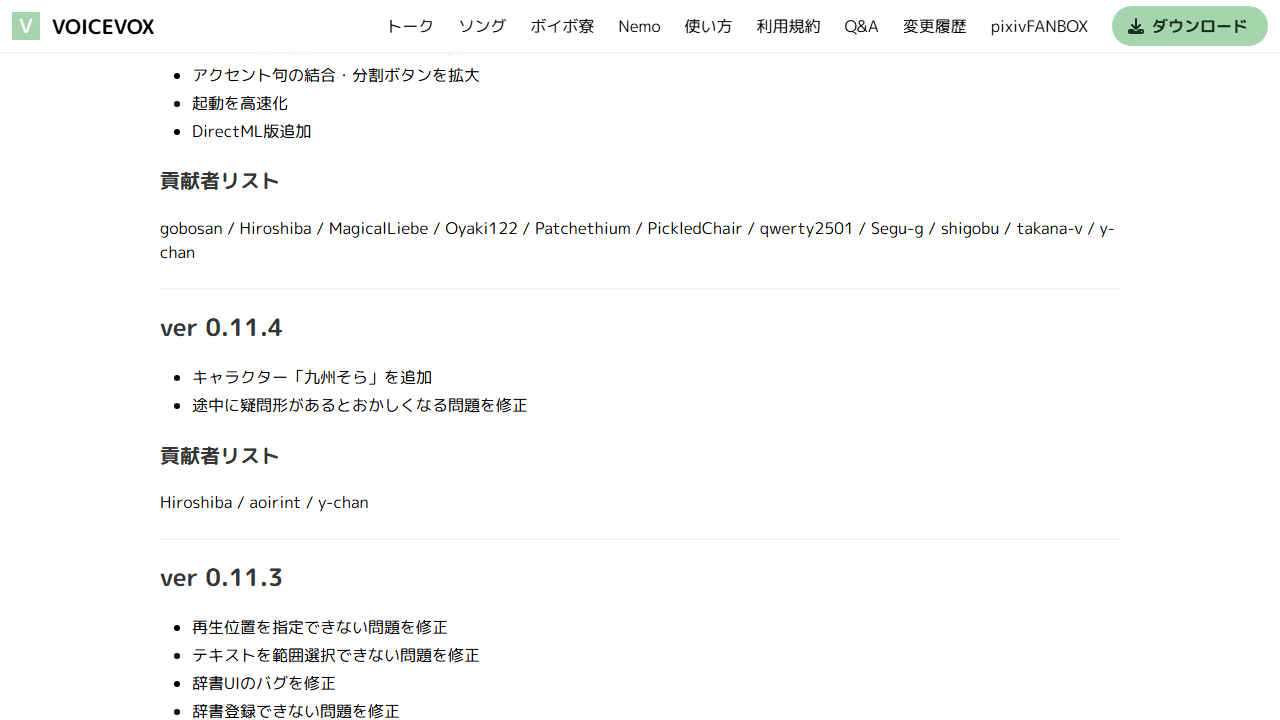 V VOICEVOX トーク ソング ボイボ寮 Nemo 使い方 利用規約 Q&A 変更履歴 pixivFANBOX ダウンロード
アクセント句の結合・分割ボタンを拡大
起動を高速化
DirectML版追加
貢献者リスト
gobosan / Hiroshiba / MagicalLiebe / Oyaki122 / Patchethium / PickledChair / qwerty2501 / Segu-g / shigobu / takana-v / y-
chan
ver 0.11.4
キャラクター「九州そら」を追加
途中に疑問形があるとおかしくなる問題を修正
貢献者リスト
Hiroshiba / aoirint / y-chan
ver 0.11.3
再生位置を指定できない問題を修正
テキストを範囲選択できない問題を修正
辞書UIのバグを修正
辞書登録できない問題を修正